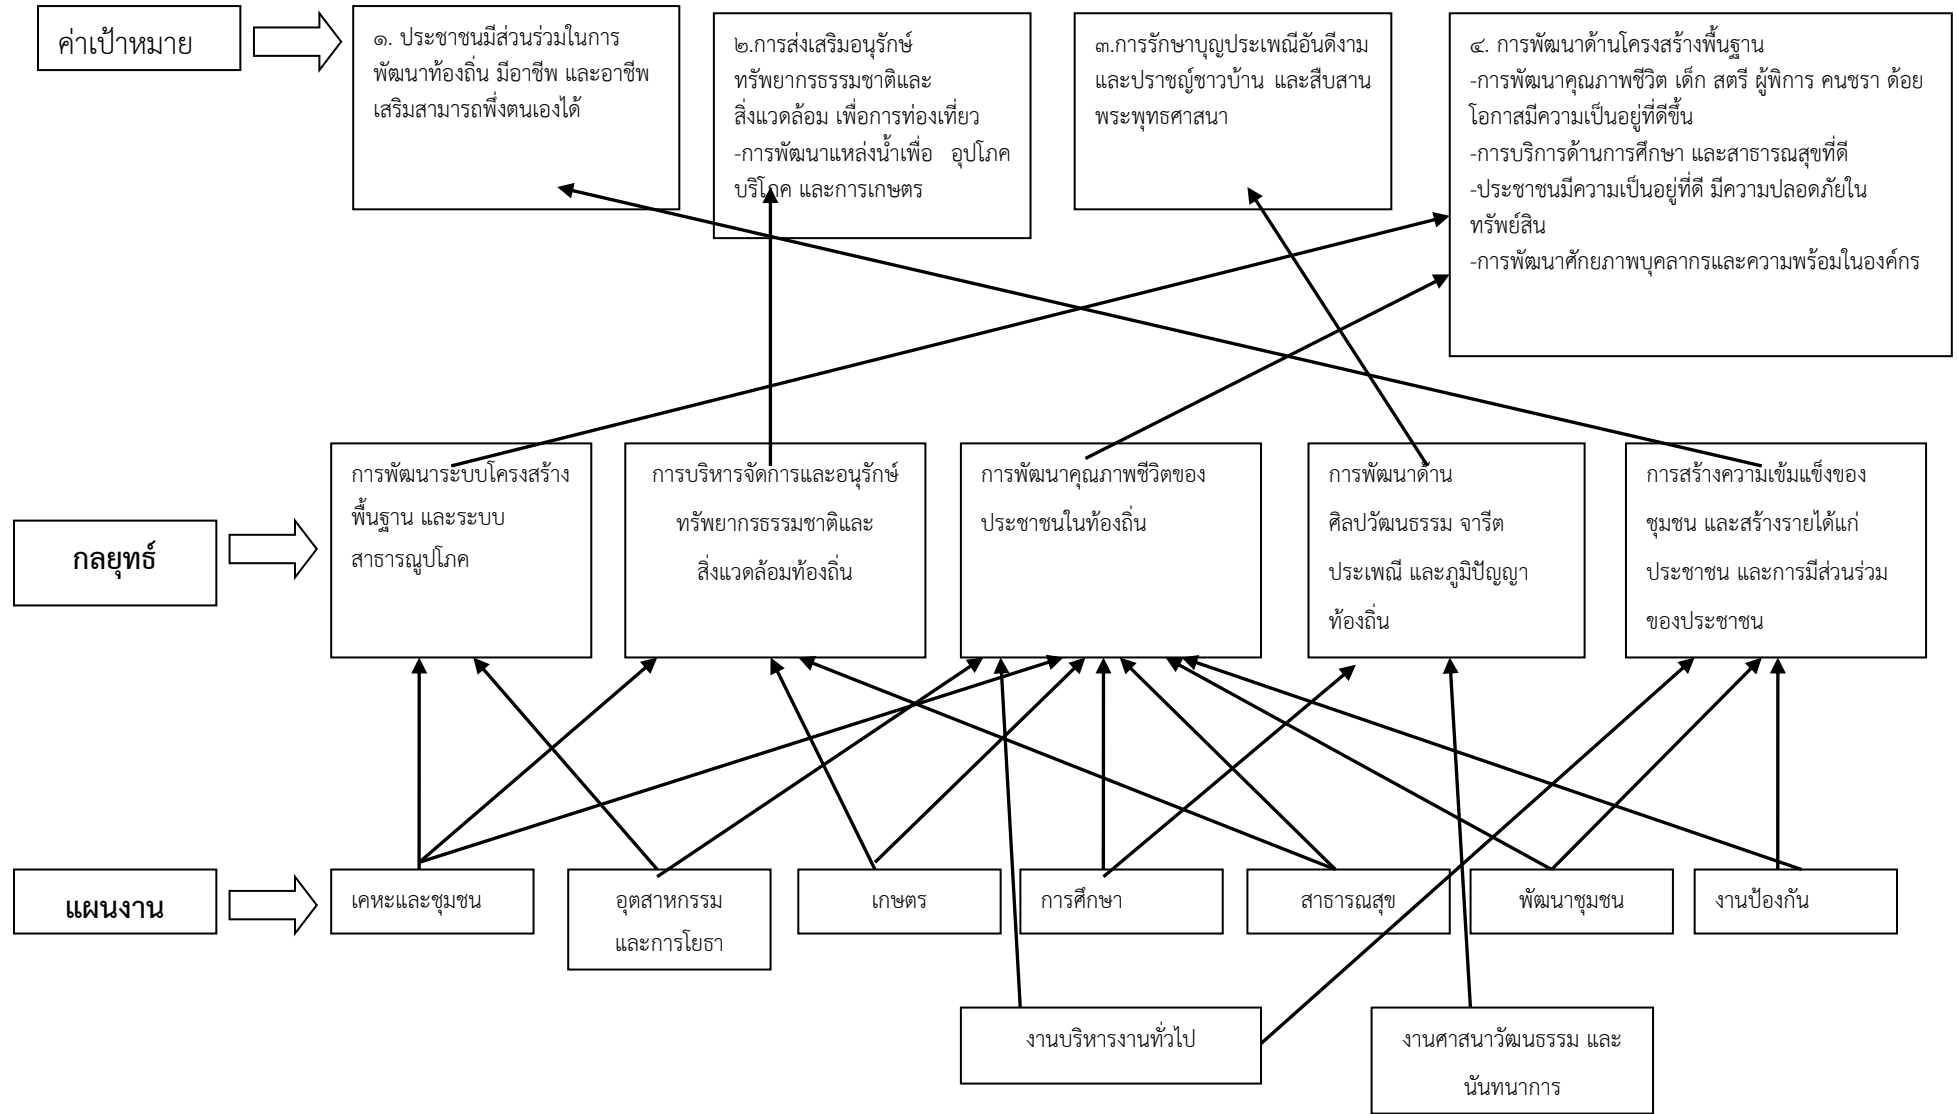 ค่าเป้าหมาย
๑. ประชาชนมีส่วนร่วมในการ
พัฒนาท้องถิ่น มีอาชีพ และอาชีพ
เสริมสามารถพึ่งตนเองได้
๒.การส่งเสริมอนุรักษ์
ทรัพยากรธรรมชาติและ
สิ่งแวดล้อม เพื่อการท่องเที่ยว
-การพัฒนาแหล่งน้ำเพื่อ อุปโภค
บริโภค และการเกษตร
๓.การรักษาบุญประเพณีอันดีงาม
และปราชญ์ชาวบ้าน และสืบสาน
พระพุทธศาสนา
๔. การพัฒนาด้านโครงสร้างพื้นฐาน
-การพัฒนาคุณภาพชีวิต เด็ก สตรี ผู้พิการ คนชรา ด้อย
โอกาสมีความเป็นอยู่ที่ดีขึ้น
-การบริการด้านการศึกษา และสาธารณสุขที่ดี
-ประชาชนมีความเป็นอยู่ที่ดี มีความปลอดภัยใน
ทรัพย์สิน
-การพัฒนาศักยภาพบุคลากรและความพร้อมในองค์กร
กลยุทธ์
การพัฒนาระบบโครงสร้าง
พื้นฐาน และระบบ
สาธารณูปโภค
การบริหารจัดการและอนุรักษ์
ทรัพยากรธรรมชาติและ
สิ่งแวดล้อมท้องถิ่น
การพัฒนาคุณภาพชีวิตของ
ประชาชนในท้องถิ่น
การพัฒนาด้าน
ศิลปวัฒนธรรม จารีต
ประเพณี และภูมิปัญญา
ท้องถิ่น
การสร้างความเข้มแข็งของ
ชุมชน และสร้างรายได้แก่
ประชาชน และการมีส่วนร่วม
ของประชาชน
แผนงาน
เคหะและชุมชน
อุตสาหกรรม
และการโยธา
เกษตร
การศึกษา
สาธารณสุข
พัฒนาชุมชน
งานป้องกัน
งานบริหารงานทั่วไป
งานศาสนาวัฒนธรรม และ
นันทนาการ